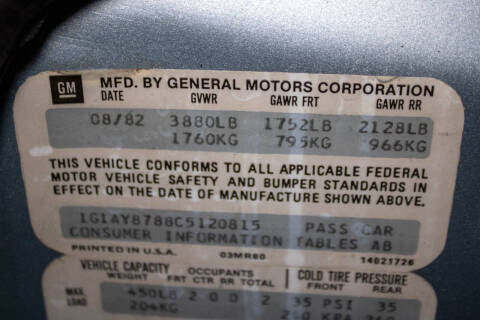 GM MFD. BY GENERAL MOTORS CORPORATION
DATE GVWR GAWR FRT GAWR RR
08/82 3880LB 1752LB 2128LB
1760KG 795KG 966KG
THIS VEHICLE CONFORMS TO ALL APPLICABLE FEDERAL
MOTOR VEHICLE SAFETY AND BUMPER STANDARDS IN
EFFECT ON THE DATE OF MANUFACTURE SHOWN ABOVE.
1G1AY8788C5120815 PASS CAR
CONSUMER INFORMATION TABLES AB
PRINTED IN U.S.A. 03MR80 14021726
VEHICLE CAPACITY OCCUPANTS COLD TIRE PRESSURE
WEIGHT FRT CTR RR TOTAL FRONT REAR
MAX. LOAD 450LB 2 0 0 2 35 PSI 35
204KG KPA